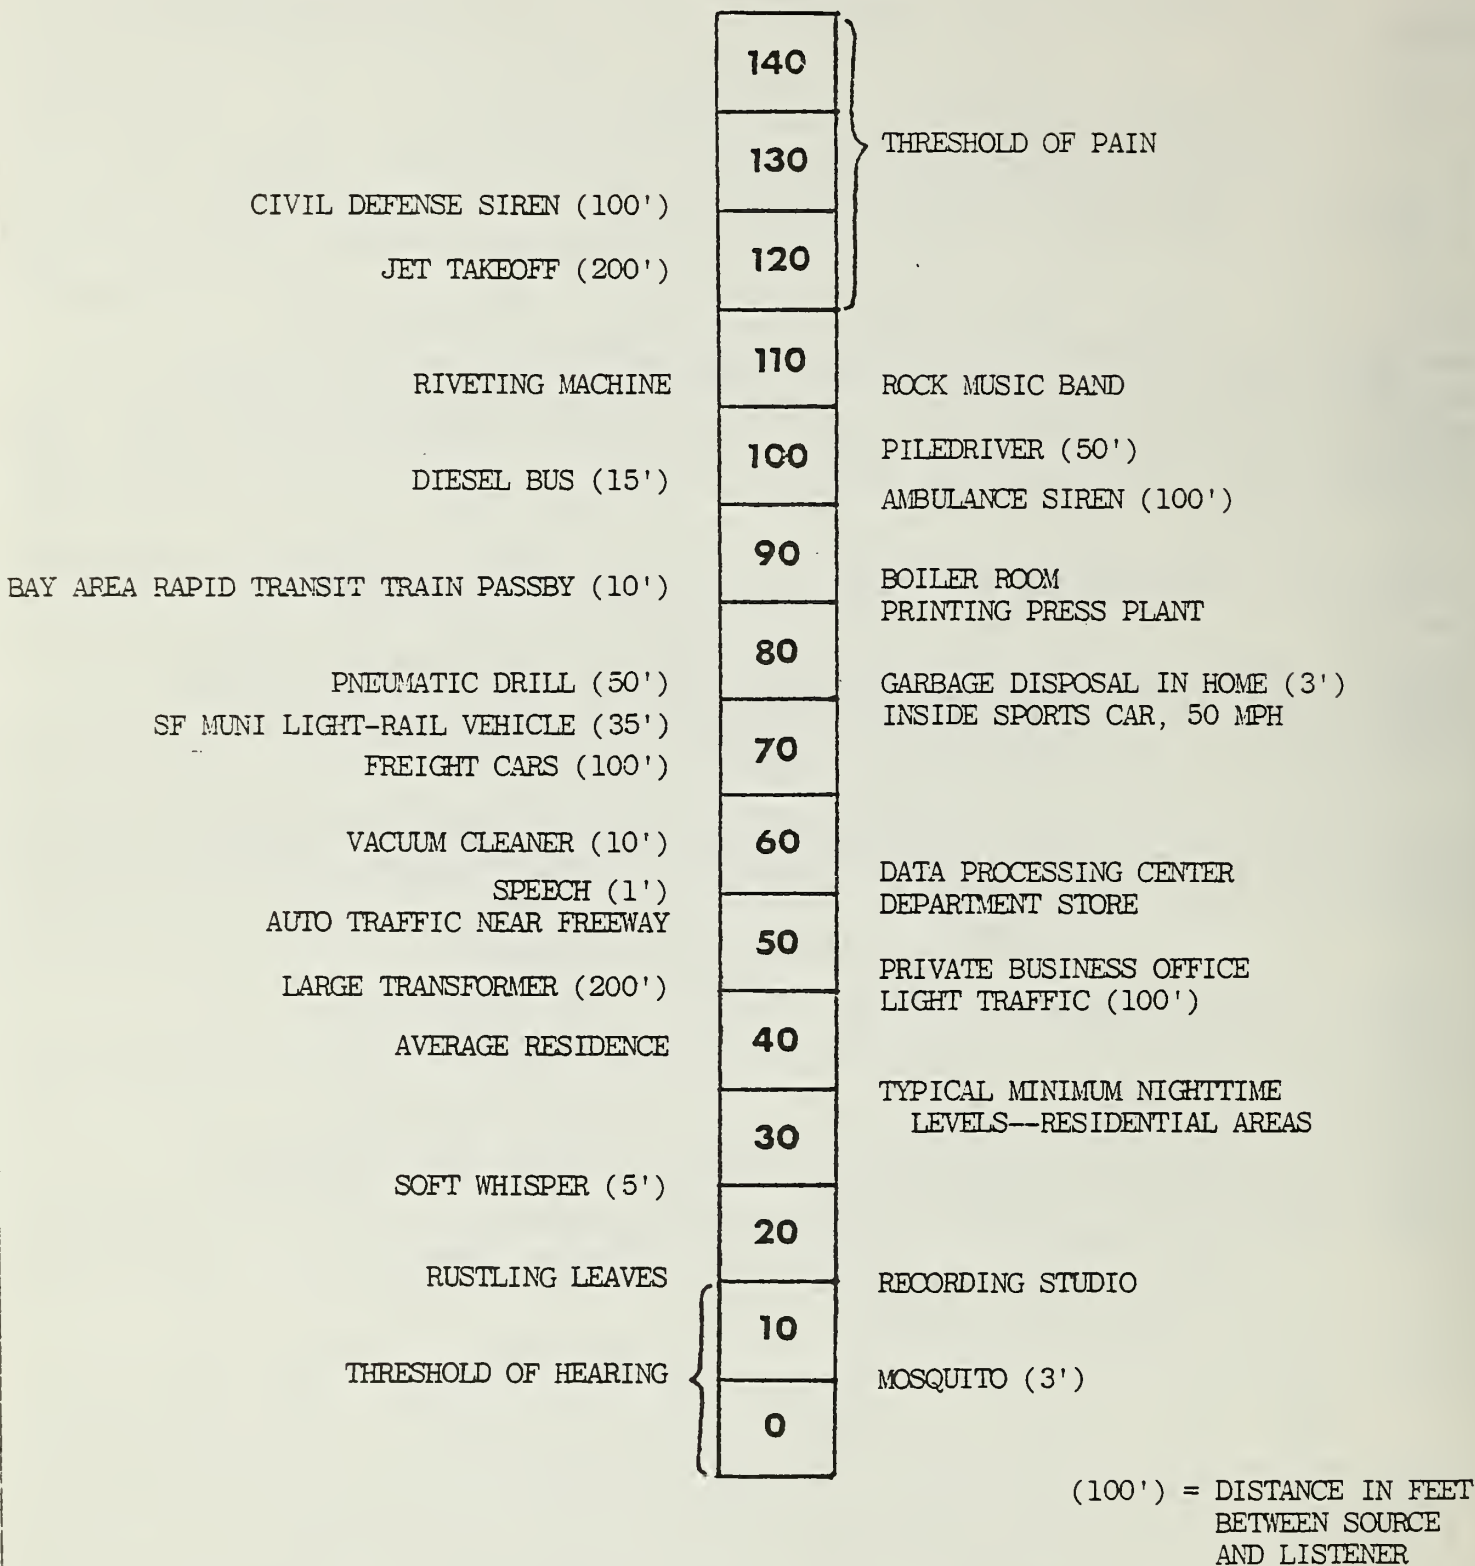 140
THRESHOLD OF PAIN
130
CIVIL DEFENSE SIREN (100')
120
JET TAKEOFF (200')
110
RIVETING MACHINE
ROCK MUSIC BAND
100
PILEDRIVER (50')
DIESEL BUS (15')
AMBULANCE SIREN (100')
90
BAY AREA RAPID TRANSIT TRAIN PASSBY (10')
BOILER ROOM
PRINTING PRESS PLANT
80
PNEUMATIC DRILL (50')
GARBAGE DISPOSAL IN HOME (3')
SF MUNI LIGHT-RAIL VEHICLE (35')
INSIDE SPORTS CAR, 50 MPH
70
FREIGHT CARS (100')
60
VACUUM CLEANER (10')
DATA PROCESSING CENTER
SPEECH (1')
DEPARTMENT STORE
AUTO TRAFFIC NEAR FREEWAY
50
PRIVATE BUSINESS OFFICE
LARGE TRANSFORMER (200')
LIGHT TRAFFIC (100')
40
AVERAGE RESIDENCE
TYPICAL MINIMUM NIGHTTIME
LEVELS--RESIDENTIAL AREAS
30
SOFT WHISPER (5')
20
RUSTLING LEAVES
RECORDING STUDIO
10
THRESHOLD OF HEARING
MOSQUITO (3')
0
(100') = DISTANCE IN FEET
BETWEEN SOURCE
AND LISTENER